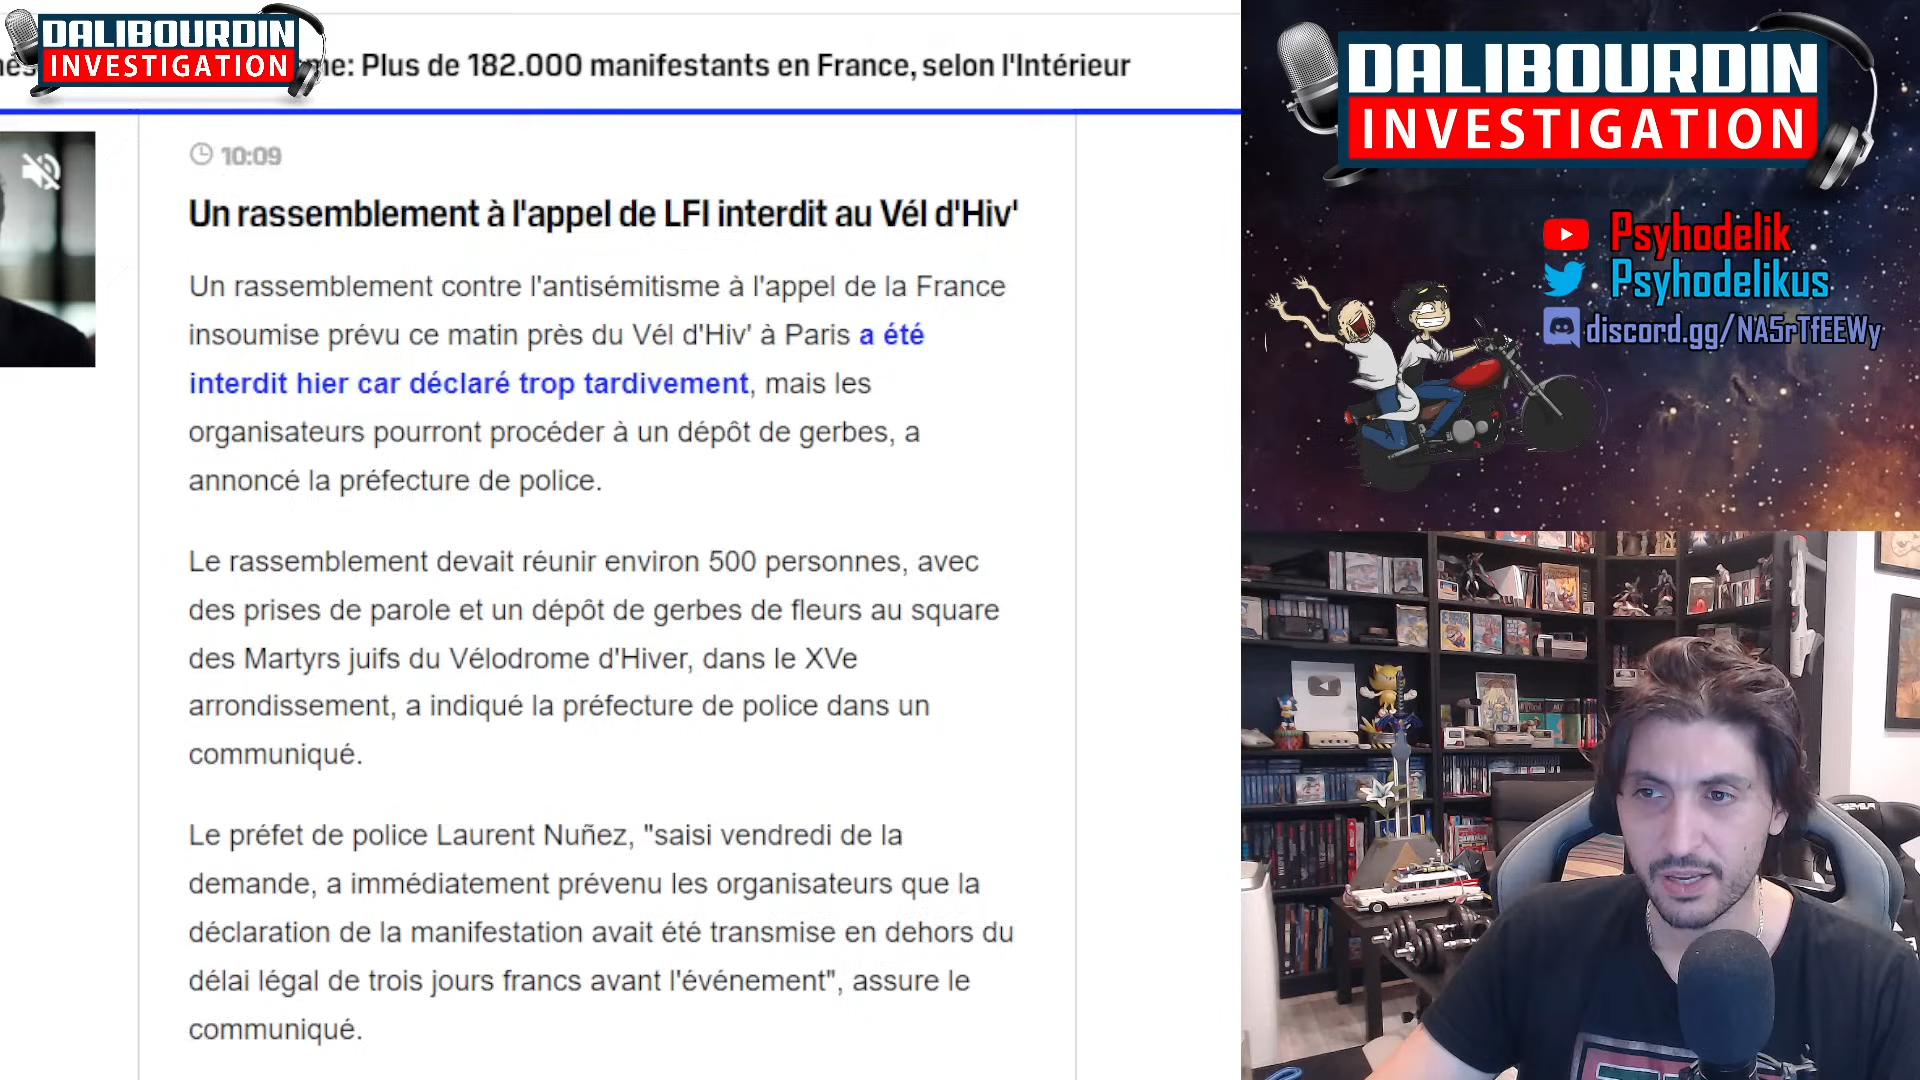 DALIBOURDIN
INVESTIGATION
me: Plus de 182.000 manifestants en France, selon l'Intérieur
10:09
Un rassemblement à l'appel de LFI interdit au Vél d'Hiv'
Un rassemblement contre l'antisémitisme à l'appel de la France
insoumise prévu ce matin près du Vél d'Hiv' à Paris a été
interdit hier car déclaré trop tardivement, mais les
organisateurs pourront procéder à un dépôt de gerbes, a
annoncé la préfecture de police.
Le rassemblement devait réunir environ 500 personnes, avec
des prises de parole et un dépôt de gerbes de fleurs au square
des Martyrs juifs du Vélodrome d'Hiver, dans le XVe
arrondissement, a indiqué la préfecture de police dans un
communiqué.
Le préfet de police Laurent Nuñez, "saisi vendredi de la
demande, a immédiatement prévenu les organisateurs que la
déclaration de la manifestation avait été transmise en dehors du
délai légal de trois jours francs avant l'événement", assure le
communiqué.
DALIBOURDIN
INVESTIGATION
Psyhodelik
Psyhodelikus
discord.gg/NA5rTfEEWy